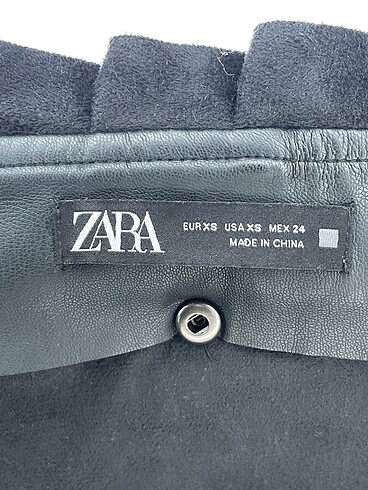 ZARA
EUR XS USA XS MEX 24
MADE IN CHINA